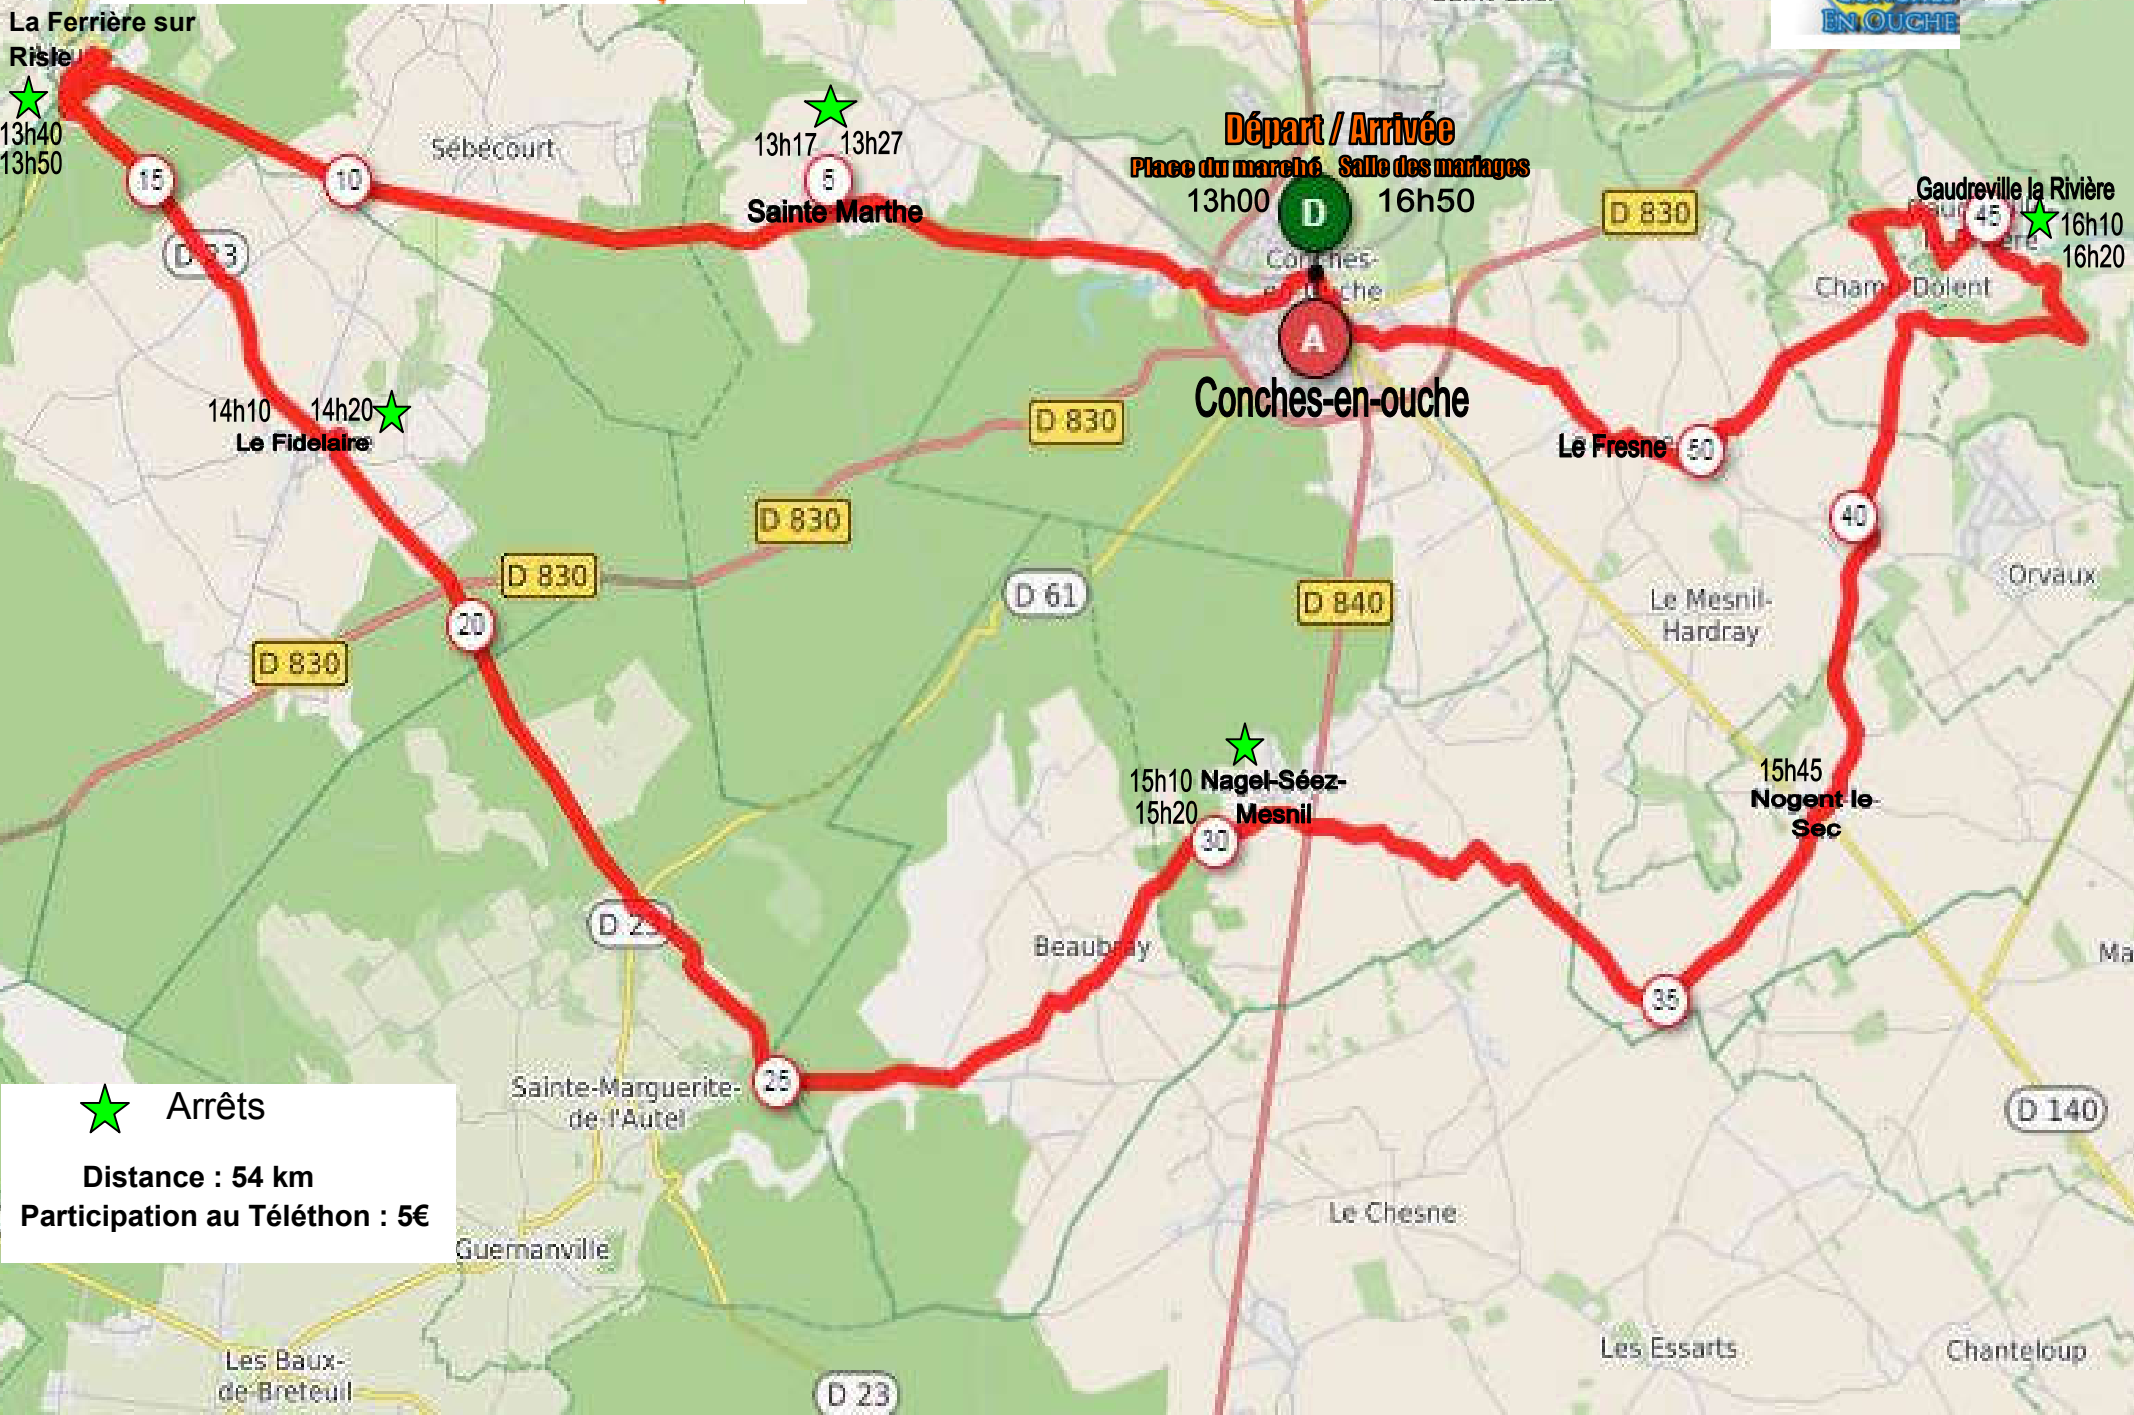 La Ferrière sur
Risle
13h40
13h50
15
10
Sébécourt
13h17
13h27
5
Sainte Marthe
Départ / Arrivée
Place du marché
Salle des mariages
13h00
D
16h50
A
Conches-en-ouche
EN OUCHE
D 830
Gaudreville la Rivière
45
16h10
16h20
Le Fresne
50
40
Orvaux
14h10
14h20
Le Fidelaire
D 830
D 830
D 830
D 830
20
D 61
D 840
Le Mesnil-
Hardray
15h10
15h20
Nagel-Séez-
Mesnil
30
15h45
Nogent le
Sec
35
Beaubray
25
Sainte-Marguerite-
de-l'Autel
D 140
Arrêts
Distance : 54 km
Participation au Téléthon : 5€
Guernanville
Le Chesne
Les Baux-
de-Breteuil
D 23
Les Essarts
Chanteloup